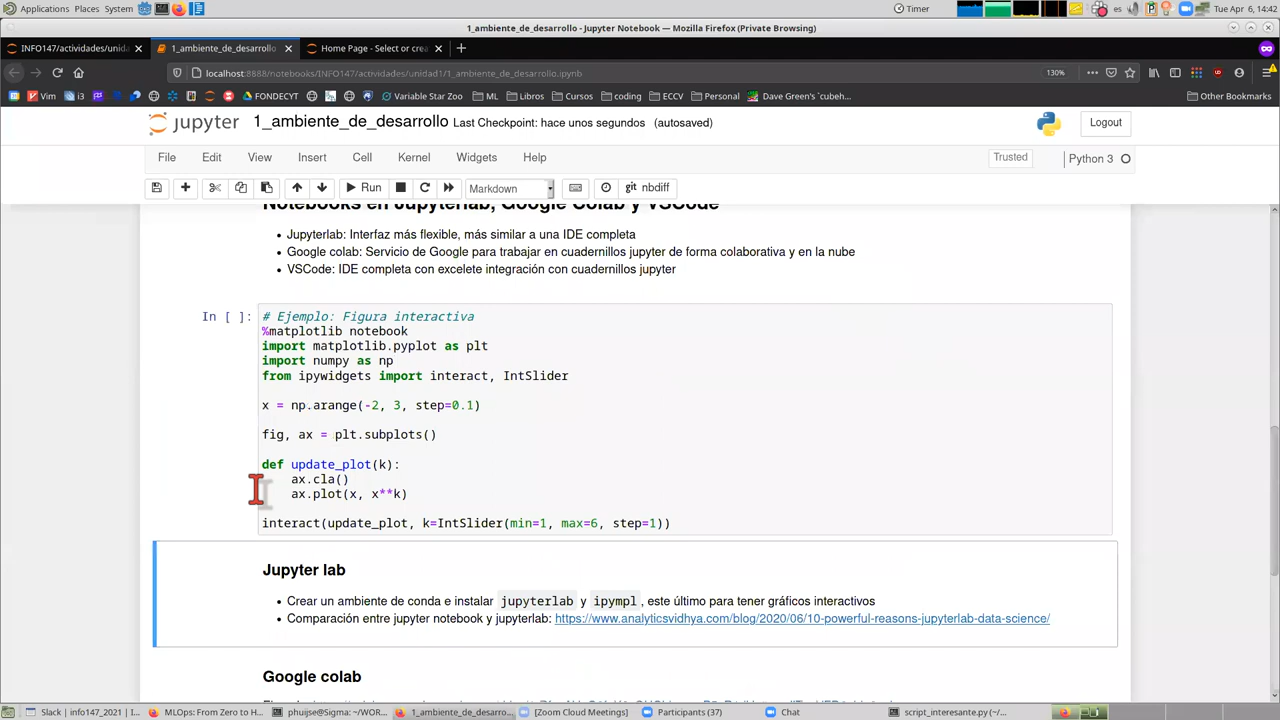 Applications Places System Timer es Tue Apr 6, 14:42
1_ambiente_de_desarrollo - Jupyter Notebook — Mozilla Firefox (Private Browsing)
INFO147/actividades/unida 1_ambiente_de_desarrollo Home Page - Select or crea
localhost:8888/notebooks/INFO147/actividades/unidad1/1_ambiente_de_desarrollo.ipynb 130%
Vim i3 FONDECYT Variable Star Zoo ML Libros Cursos coding ECCV Personal Dave Green's 'cubeh... Other Bookmarks
jupyter 1_ambiente_de_desarrollo Last Checkpoint: hace unos segundos (autosaved) Logout
File Edit View Insert Cell Kernel Widgets Help Trusted Python 3
Run Markdown nbdiff
Notebooks en Jupyterlab, Google Colab y VSCode
Jupyterlab: Interfaz más flexible, más similar a una IDE completa
Google colab: Servicio de Google para trabajar en cuadernillos jupyter de forma colaborativa y en la nube
VSCode: IDE completa con excelete integración con cuadernillos jupyter
In [ ]: # Ejemplo: Figura interactiva
%matplotlib notebook
import matplotlib.pyplot as plt
import numpy as np
from ipywidgets import interact, IntSlider
x = np.arange(-2, 3, step=0.1)
fig, ax = plt.subplots()
def update_plot(k):
ax.cla()
ax.plot(x, x**k)
interact(update_plot, k=IntSlider(min=1, max=6, step=1))
Jupyter lab
Crear un ambiente de conda e instalar jupyterlab y ipympl, este último para tener gráficos interactivos
Comparación entre jupyter notebook y jupyterlab: https://www.analyticsvidhya.com/blog/2020/06/10-powerful-reasons-jupyterlab-data-science/
Google colab
Slack | info147_2021 | I... MLOps: From Zero to H... phuijse@Sigma: ~/WOR... 1_ambiente_de_desarro... [Zoom Cloud Meetings] Participants (37) Chat script_interesante.py (~/...